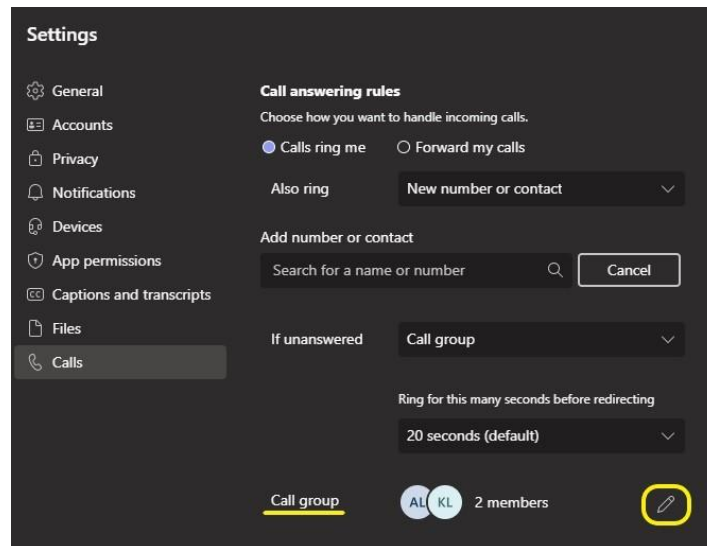 Settings
General
Accounts
Privacy
Notifications
Devices
App permissions
CC Captions and transcripts
Files
Calls
Call answering rules
Choose how you want to handle incoming calls.
Calls ring me Forward my calls
Also ring New number or contact
Add number or contact
Search for a name or number Cancel
If unanswered Call group
Ring for this many seconds before redirecting
20 seconds (default)
Call group AL KL 2 members